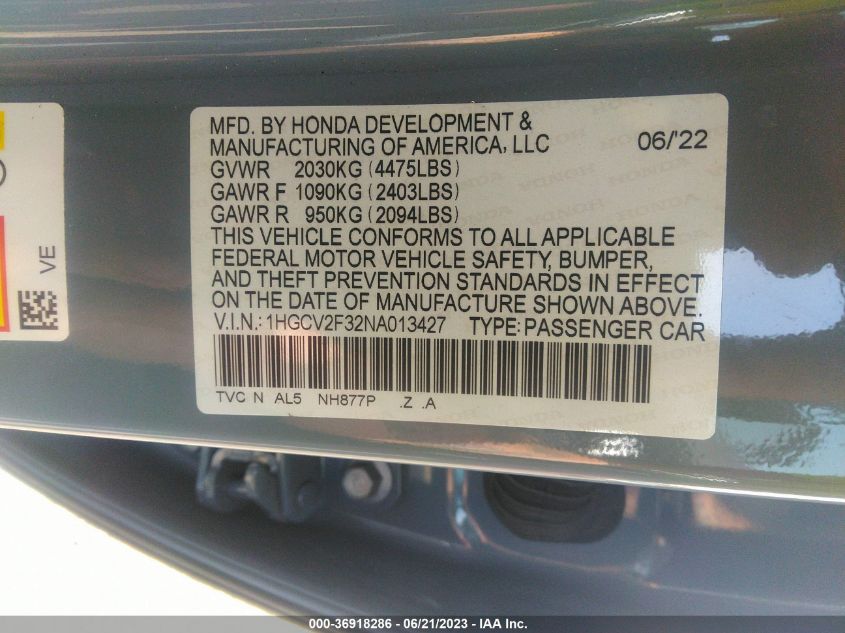 MFD. BY HONDA DEVELOPMENT &
MANUFACTURING OF AMERICA, LLC 06/'22
GVWR 2030KG (4475LBS)
GAWR F 1090KG (2403LBS)
GAWR R 950KG (2094LBS)
THIS VEHICLE CONFORMS TO ALL APPLICABLE
FEDERAL MOTOR VEHICLE SAFETY, BUMPER,
AND THEFT PREVENTION STANDARDS IN EFFECT
ON THE DATE OF MANUFACTURE SHOWN ABOVE.
V.I.N.: 1HGCV2F32NA013427 TYPE: PASSENGER CAR
TVC N AL5 NH877P .Z .A
VE
000-36918286 - 06/21/2023 - IAA Inc.